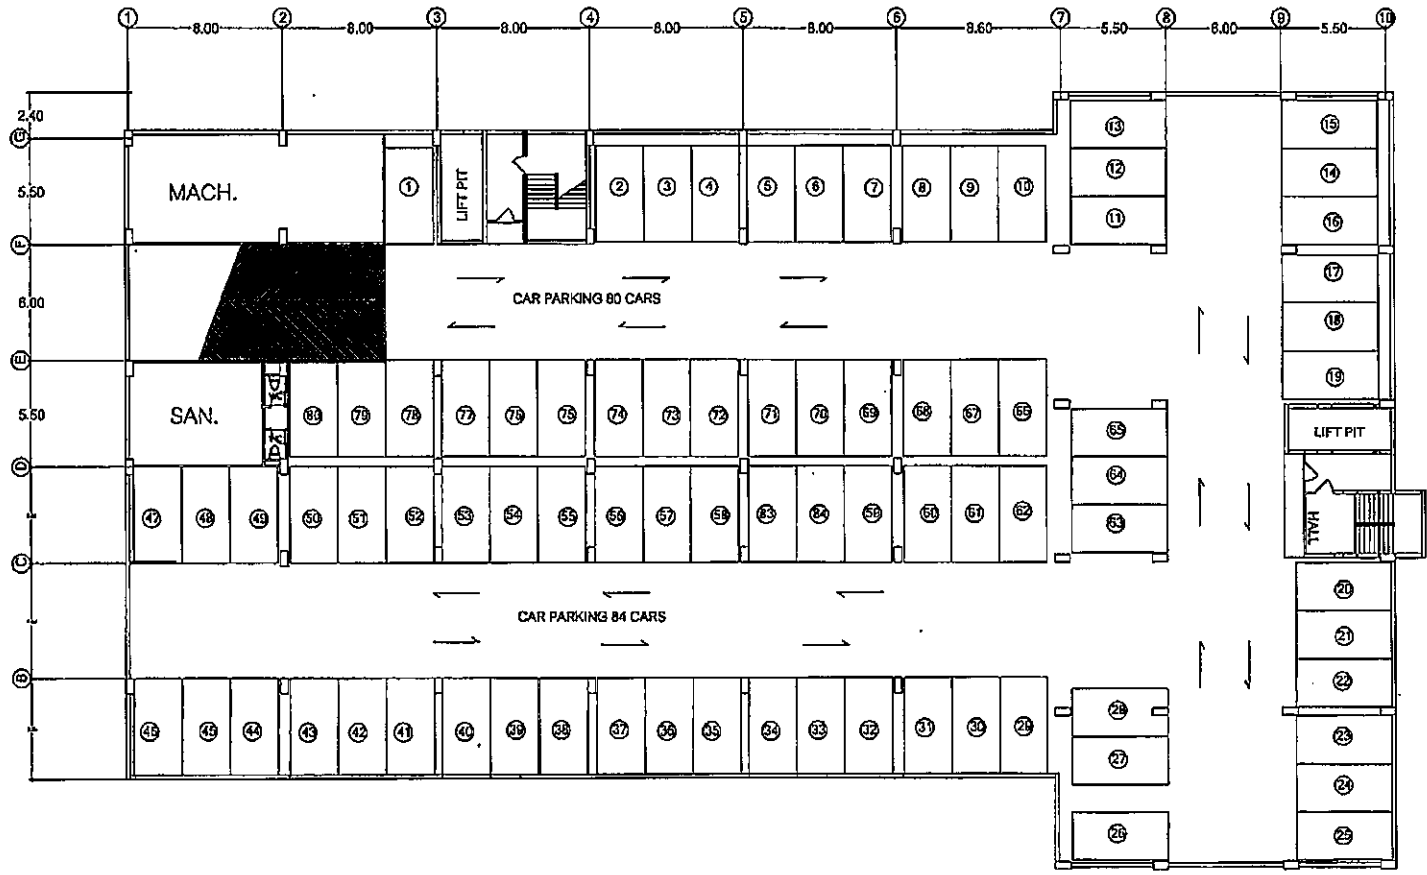 1 2 3 4 5 6 7 8 9 10
8.00 8.00 8.00 8.00 8.00 8.60 5.50 6.00 5.50
2.40
G
13 15
MACH. 1 LIFT PIT 2 3 4 5 6 7 8 9 10 12 14
5.50
11 16
F
17
6.00 CAR PARKING 80 CARS
18
E
19
5.50 SAN. 80 79 78 77 76 75 74 73 72 71 70 69 68 67 66 65 LIFT PIT
D
64
47 48 49 50 51 52 53 54 55 56 57 58 83 84 59 60 61 62 63 HALL
C
20
CAR PARKING 84 CARS
21
B
22
28
46 45 44 43 42 41 40 39 38 37 36 35 34 33 32 31 30 29 23
27
24
26 25